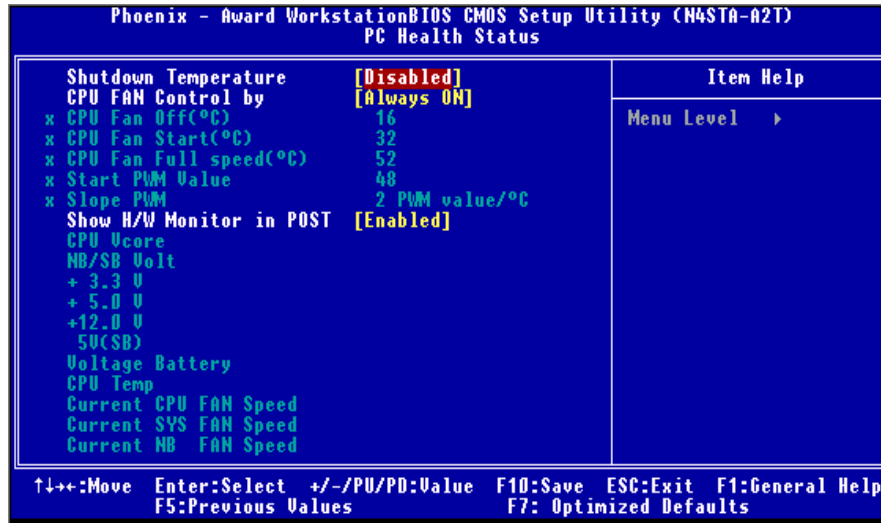 Phoenix - Award WorkstationBIOS CMOS Setup Utility (N4STA-A2T)
PC Health Status
Shutdown Temperature [Disabled]
CPU FAN Control by [Always ON]
x CPU Fan Off(ºC) 16
x CPU Fan Start(ºC) 32
x CPU Fan Full speed(ºC) 52
x Start PWM Value 48
x Slope PWM 2 PWM value/ºC
Show H/W Monitor in POST [Enabled]
CPU Vcore
NB/SB Volt
+ 3.3 V
+ 5.0 V
+12.0 V
5V(SB)
Voltage Battery
CPU Temp
Current CPU FAN Speed
Current SYS FAN Speed
Current NB FAN Speed
Item Help
Menu Level ▸
↑↓→←:Move Enter:Select +/-/PU/PD:Value F10:Save ESC:Exit F1:General Help
F5:Previous Values F7: Optimized Defaults